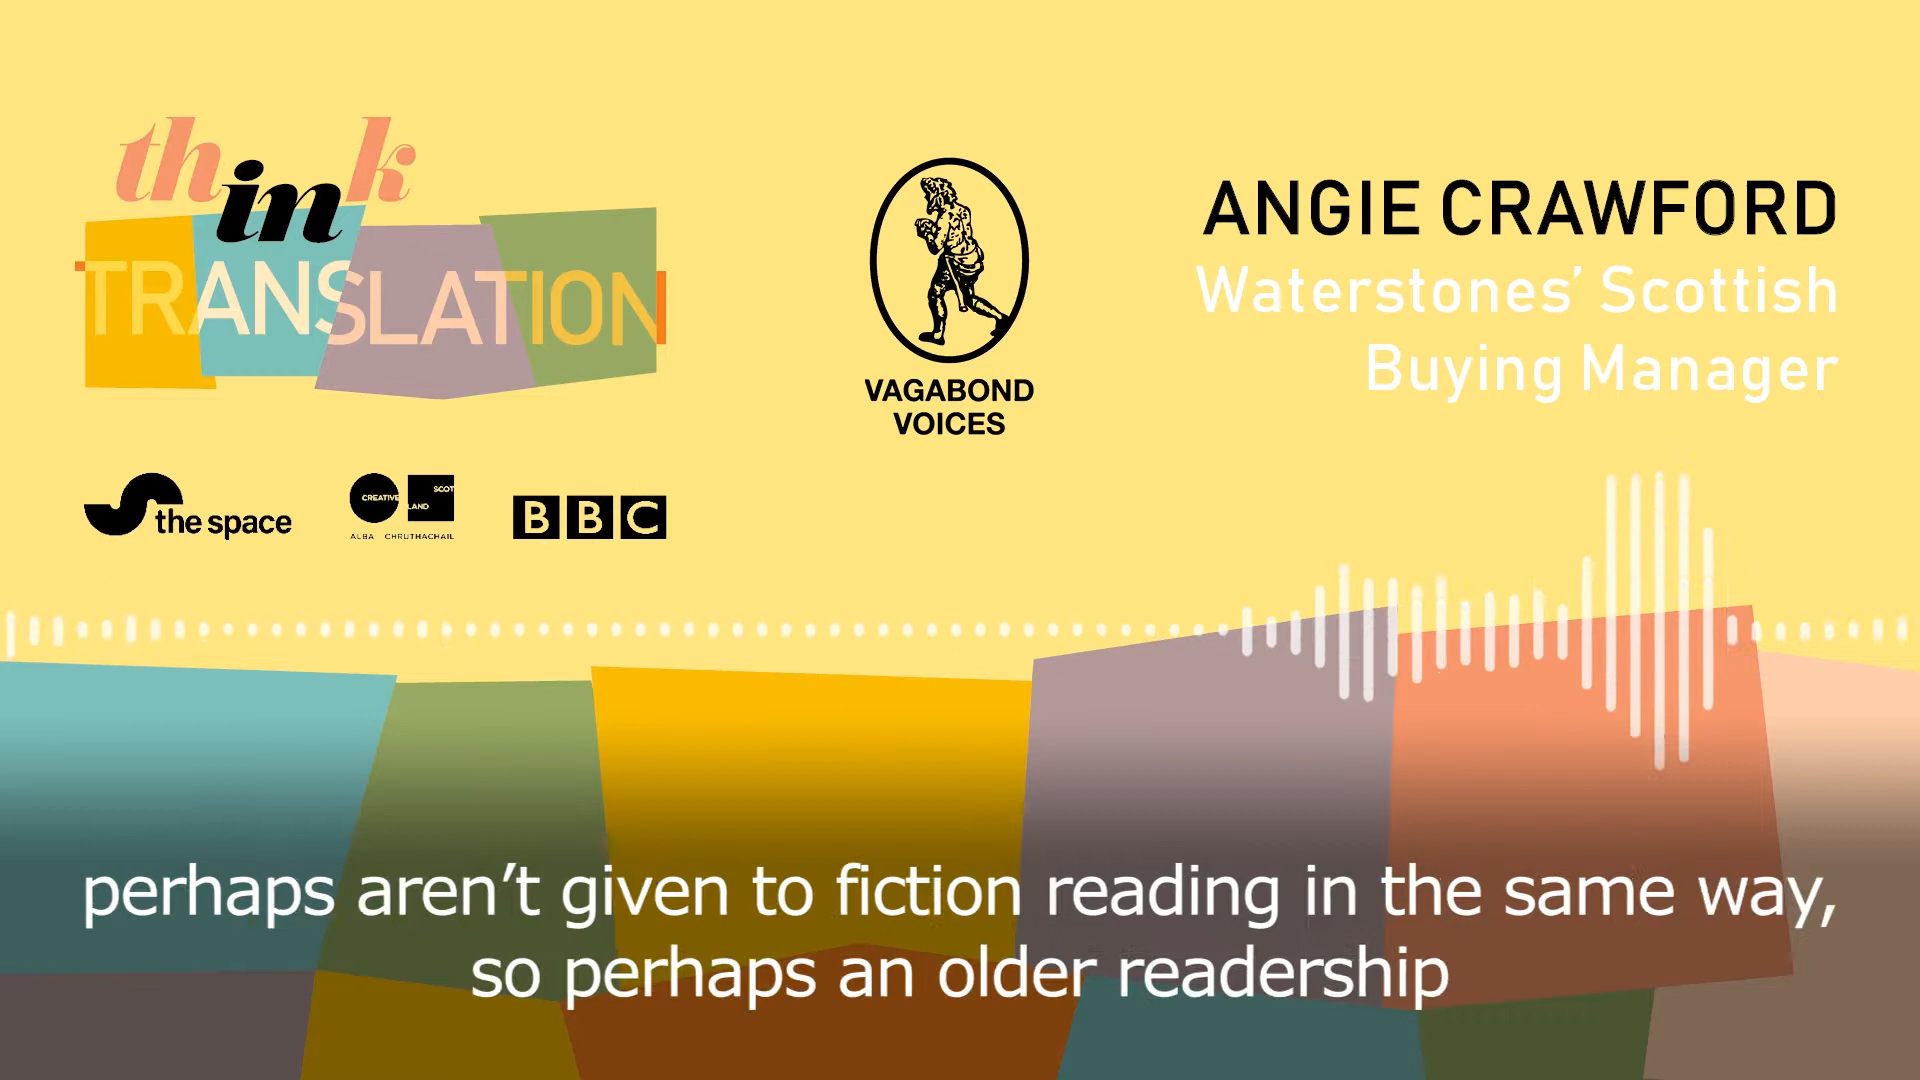 think
TRANSLATION
the space
CREATIVE SCOT
LAND
ALBA CHRUTHACHAIL
BBC
VAGABOND
VOICES
ANGIE CRAWFORD
Waterstones’ Scottish
Buying Manager
perhaps aren’t given to fiction reading in the same way,
so perhaps an older readership